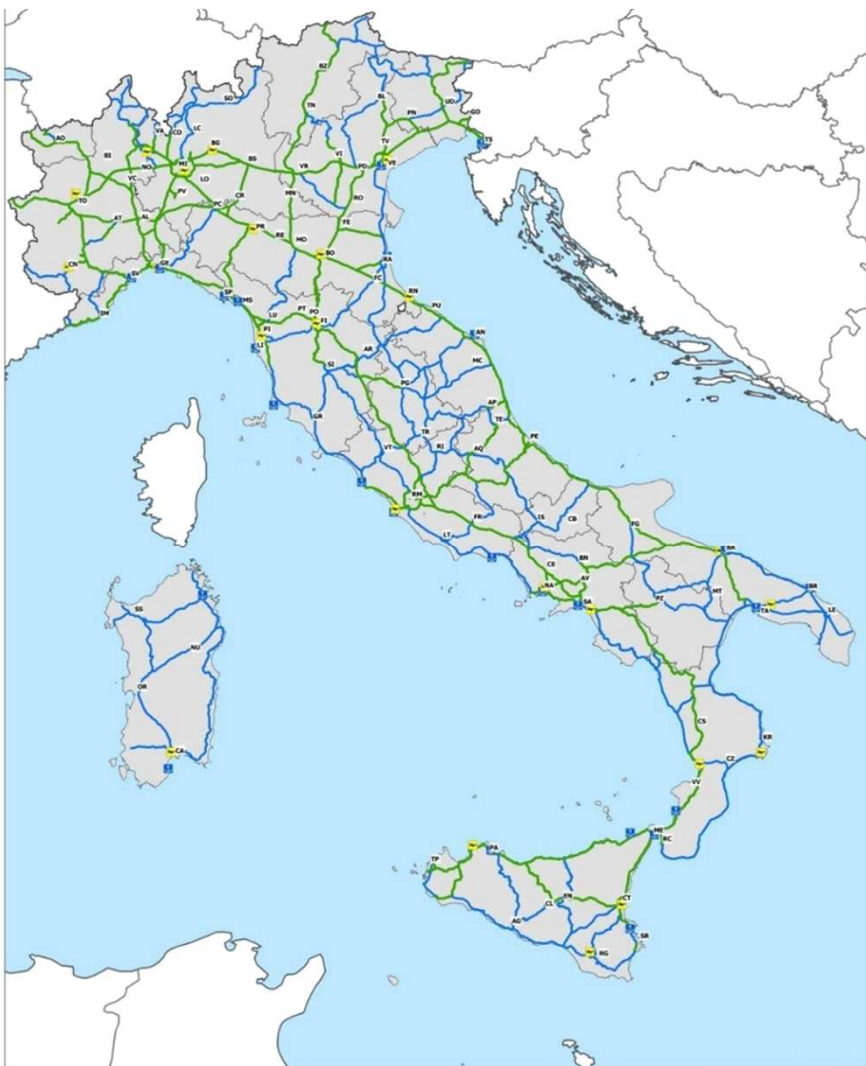 BZ
SO
TN
BL
UD
PN
GO
VA
CO
LC
AO
TV
TS
BI
BG
NO
MI
BS
VR
VI
PD
VE
VC
LO
TO
PV
CR
MN
RO
AT
AL
PC
FE
PR
RE
MO
BO
CN
SV
GE
RA
FC
SP
MS
RN
IM
LU
PT
PO
PU
PI
FI
LI
AN
AR
MC
SI
PG
GR
AP
TE
TR
VT
RI
AQ
PE
RM
FR
IS
CB
FG
LT
BN
BA
CE
AV
NA
SA
PZ
MT
TA
BR
LE
SS
NU
OR
CS
KR
CA
CZ
VV
ME
RC
PA
TP
EN
CL
CT
AG
SR
RG